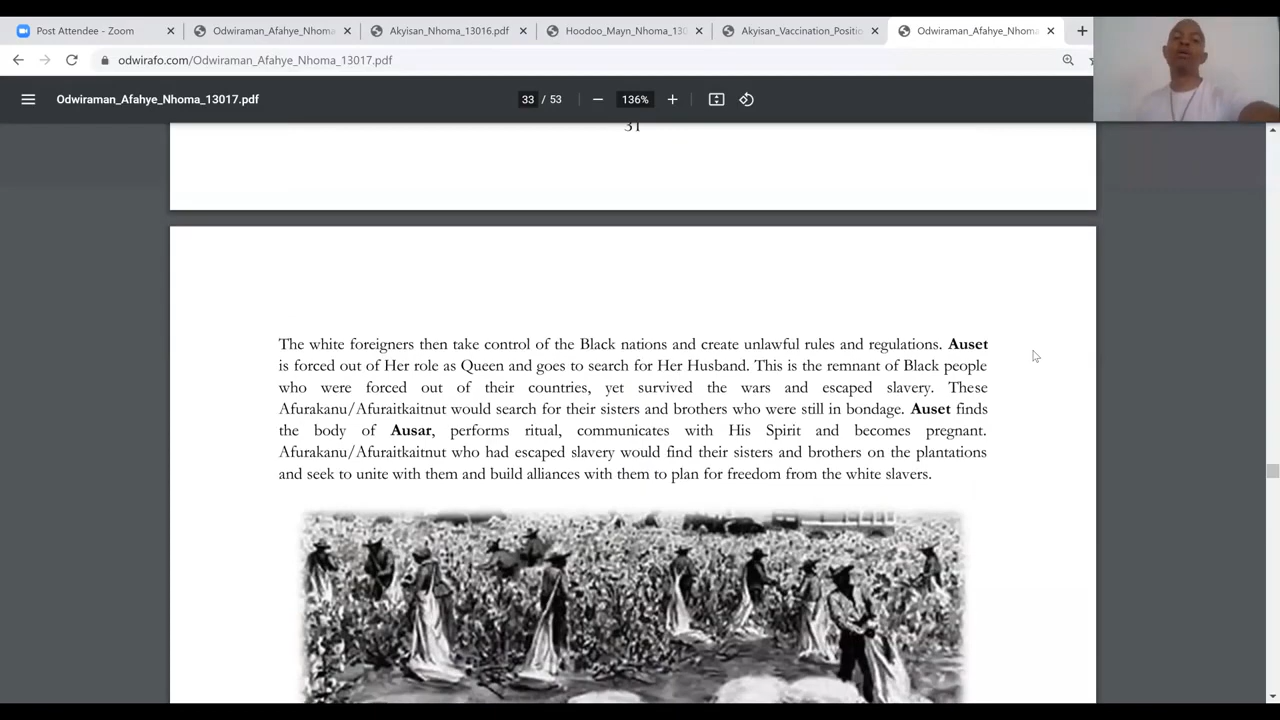 Post Attendee - Zoom
Odwiraman_Afahye_Nhoma_
Akyisan_Nhoma_13016.pdf
Hoodoo_Mayn_Nhoma_130
Akyisan_Vaccination_Positio
Odwiraman_Afahye_Nhoma_1
odwirafo.com/Odwiraman_Afahye_Nhoma_13017.pdf
Odwiraman_Afahye_Nhoma_13017.pdf
33 / 53
136%
31
The white foreigners then take control of the Black nations and create unlawful rules and regulations. Auset
is forced out of Her role as Queen and goes to search for Her Husband. This is the remnant of Black people
who were forced out of their countries, yet survived the wars and escaped slavery. These
Afurakanu/Afuraitkaitnut would search for their sisters and brothers who were still in bondage. Auset finds
the body of Ausar, performs ritual, communicates with His Spirit and becomes pregnant.
Afurakanu/Afuraitkaitnut who had escaped slavery would find their sisters and brothers on the plantations
and seek to unite with them and build alliances with them to plan for freedom from the white slavers.